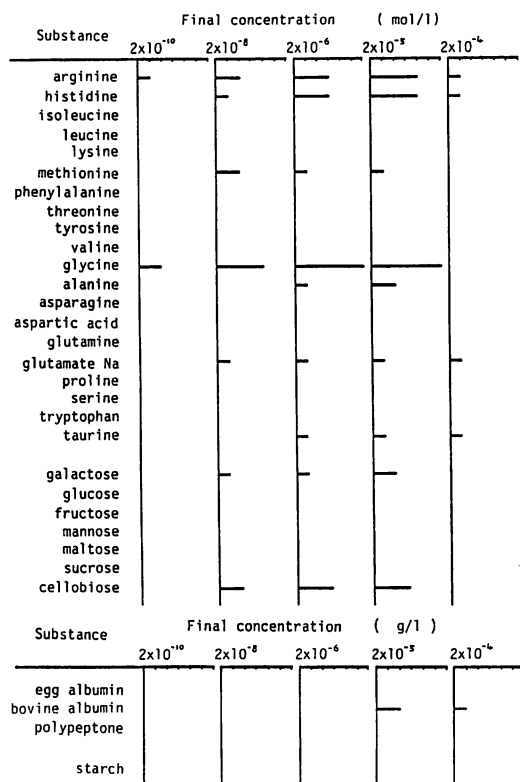 Final concentration ( mol/l)
Substance 2x10⁻¹⁰ 2x10⁻⁸ 2x10⁻⁶ 2x10⁻⁵ 2x10⁻⁴
arginine
histidine
isoleucine
leucine
lysine
methionine
phenylalanine
threonine
tyrosine
valine
glycine
alanine
asparagine
aspartic acid
glutamine
glutamate Na
proline
serine
tryptophan
taurine
galactose
glucose
fructose
mannose
maltose
sucrose
cellobiose
Final concentration ( g/l )
Substance 2x10⁻¹⁰ 2x10⁻⁸ 2x10⁻⁶ 2x10⁻⁵ 2x10⁻⁴
egg albumin
bovine albumin
polypeptone
starch